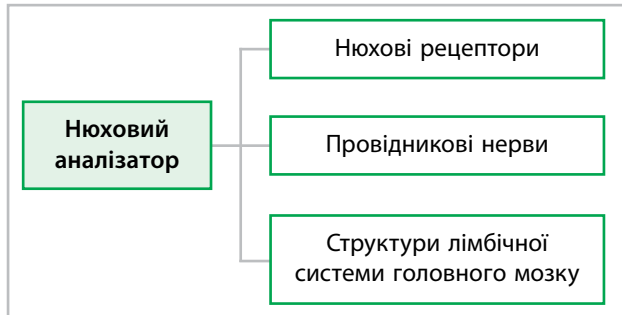 Нюховий
аналізатор
Нюхові рецептори
Провідникові нерви
Структури лімбічної
системи головного мозку